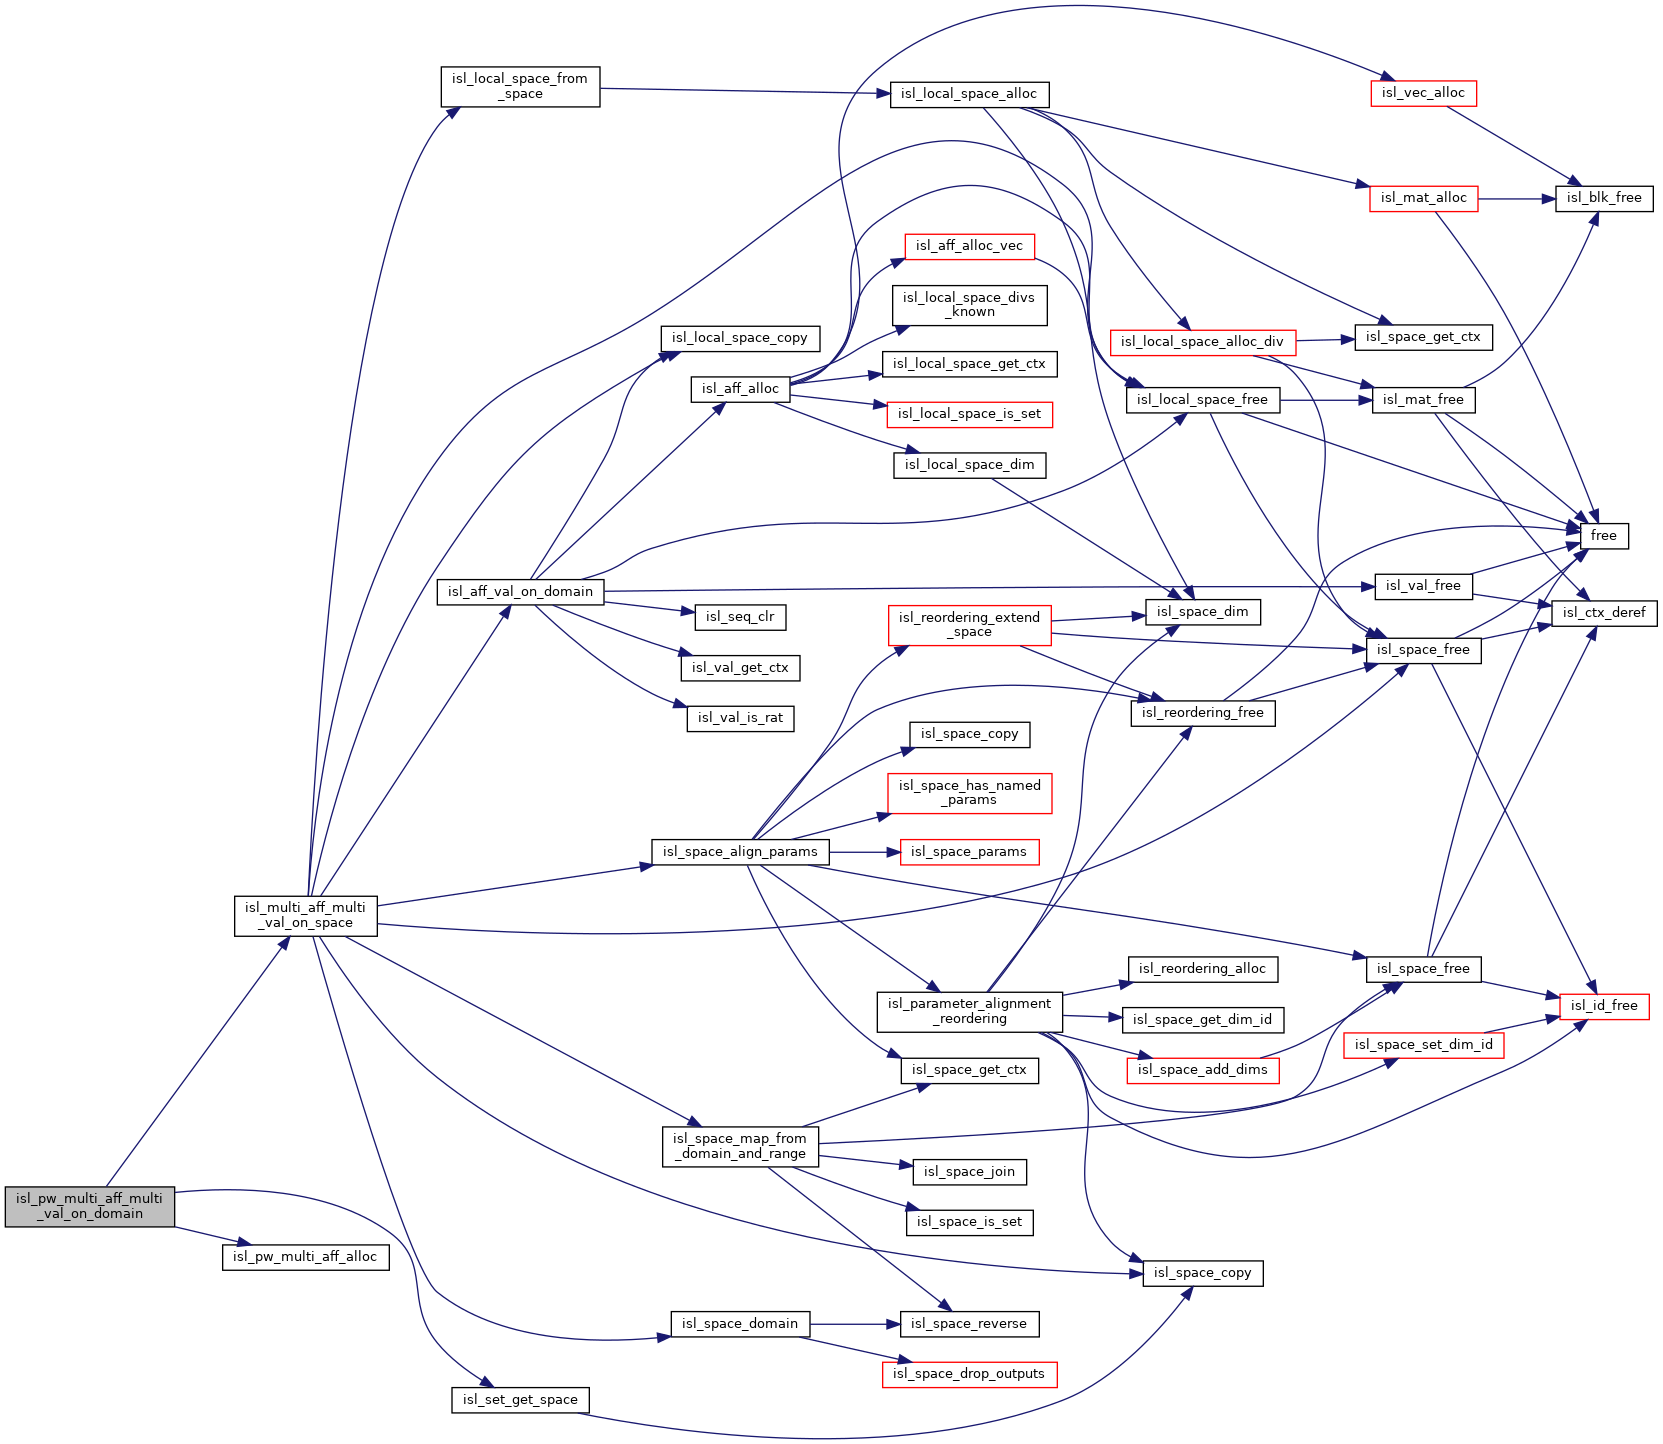 isl_local_space_from
_space
isl_local_space_alloc
isl_vec_alloc
isl_mat_alloc
isl_blk_free
isl_aff_alloc_vec
isl_local_space_divs
_known
isl_local_space_copy
isl_local_space_alloc_div
isl_space_get_ctx
isl_local_space_get_ctx
isl_aff_alloc
isl_local_space_free
isl_mat_free
isl_local_space_is_set
isl_local_space_dim
free
isl_aff_val_on_domain
isl_val_free
isl_seq_clr
isl_reordering_extend
_space
isl_space_dim
isl_ctx_deref
isl_space_free
isl_val_get_ctx
isl_val_is_rat
isl_reordering_free
isl_space_copy
isl_space_has_named
_params
isl_space_align_params
isl_space_params
isl_multi_aff_multi
_val_on_space
isl_reordering_alloc
isl_space_free
isl_parameter_alignment
_reordering
isl_space_get_dim_id
isl_id_free
isl_space_set_dim_id
isl_space_get_ctx
isl_space_add_dims
isl_space_map_from
_domain_and_range
isl_space_join
isl_pw_multi_aff_multi
_val_on_domain
isl_space_is_set
isl_pw_multi_aff_alloc
isl_space_copy
isl_space_domain
isl_space_reverse
isl_space_drop_outputs
isl_set_get_space